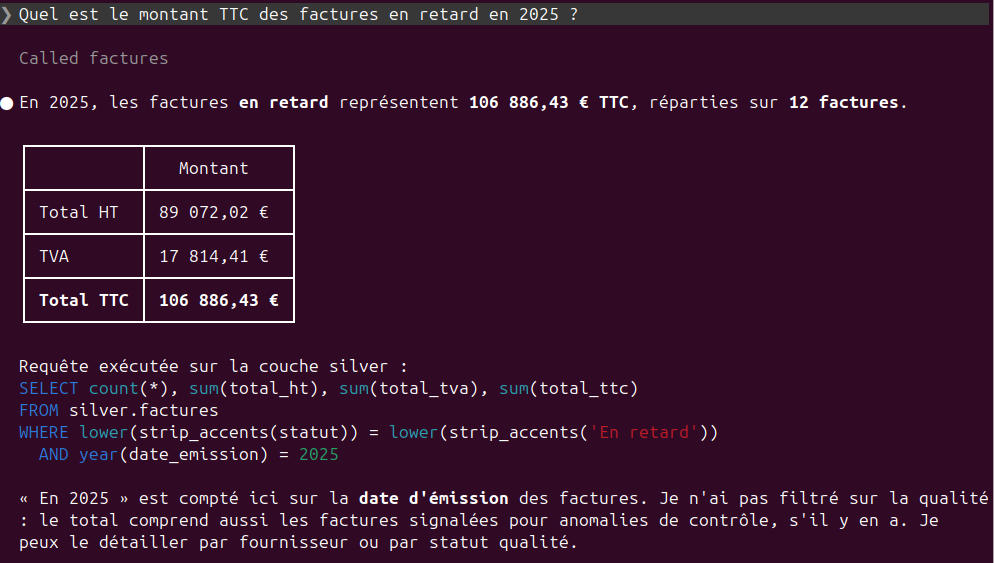 ❯ Quel est le montant TTC des factures en retard en 2025 ?
Called factures
● En 2025, les factures en retard représentent 106 886,43 € TTC, réparties sur 12 factures.
Montant
Total HT 89 072,02 €
TVA 17 814,41 €
Total TTC 106 886,43 €
Requête exécutée sur la couche silver :
SELECT count(*), sum(total_ht), sum(total_tva), sum(total_ttc)
FROM silver.factures
WHERE lower(strip_accents(statut)) = lower(strip_accents('En retard'))
AND year(date_emission) = 2025
« En 2025 » est compté ici sur la date d'émission des factures. Je n'ai pas filtré sur la qualité
: le total comprend aussi les factures signalées pour anomalies de contrôle, s'il y en a. Je
peux le détailler par fournisseur ou par statut qualité.